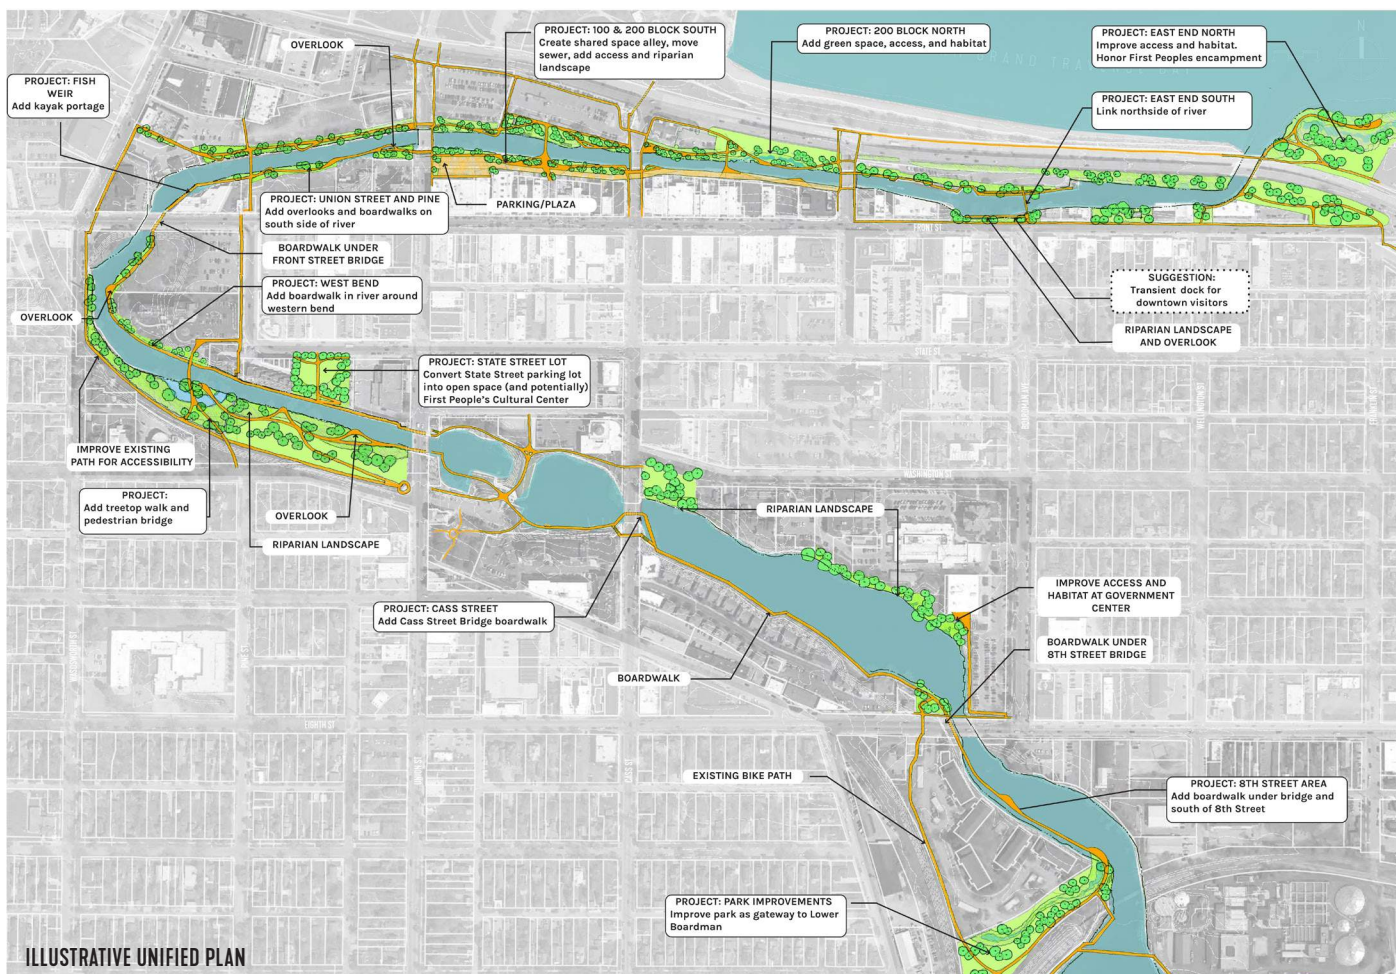 OVERLOOK
PROJECT: 100 & 200 BLOCK SOUTH
Create shared space alley, move
sewer, add access and riparian
landscape
PROJECT: 200 BLOCK NORTH
Add green space, access, and habitat
PROJECT: EAST END NORTH
Improve access and habitat.
Honor First Peoples encampment
N
PROJECT: FISH
WEIR
Add kayak portage
PROJECT: EAST END SOUTH
Link northside of river
PROJECT: UNION STREET AND PINE
Add overlooks and boardwalks on
south side of river
PARKING/PLAZA
FRONT ST
BOARDWALK UNDER
FRONT STREET BRIDGE
SUGGESTION:
Transient dock for
downtown visitors
PROJECT: WEST BEND
Add boardwalk in river around
western bend
OVERLOOK
RIPARIAN LANDSCAPE
AND OVERLOOK
STATE ST
PROJECT: STATE STREET LOT
Convert State Street parking lot
into open space (and potentially)
First People's Cultural Center
IMPROVE EXISTING
PATH FOR ACCESSIBILITY
PROJECT:
Add treetop walk and
pedestrian bridge
OVERLOOK
RIPARIAN LANDSCAPE
RIPARIAN LANDSCAPE
PROJECT: CASS STREET
Add Cass Street Bridge boardwalk
IMPROVE ACCESS AND
HABITAT AT GOVERNMENT
CENTER
BOARDWALK UNDER
8TH STREET BRIDGE
BOARDWALK
EIGHTH ST
CASS ST
EXISTING BIKE PATH
PROJECT: 8TH STREET AREA
Add boardwalk under bridge and
south of 8th Street
PROJECT: PARK IMPROVEMENTS
Improve park as gateway to Lower
Boardman
ILLUSTRATIVE UNIFIED PLAN